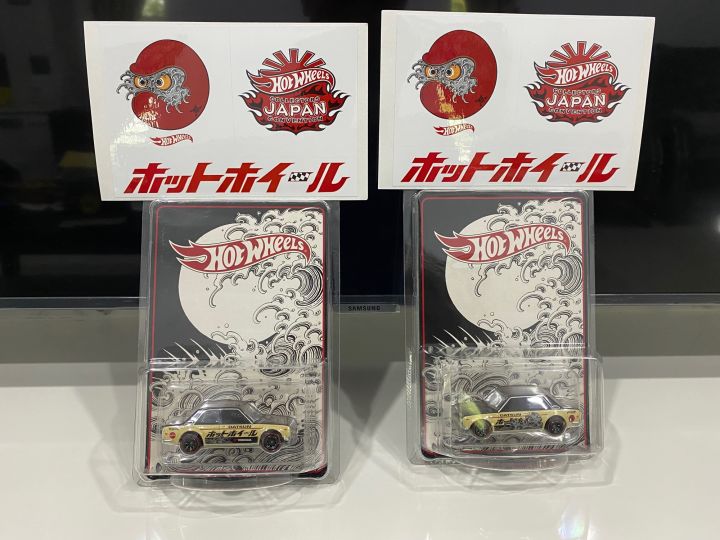 HOT WHEELS
HOT WHEELS
COLLECTORS
JAPAN
CONVENTION
ホットホイール
HOT WHEELS
HOT WHEELS
COLLECTORS
JAPAN
CONVENTION
ホットホイール
HOT WHEELS
HOT WHEELS
SAMSUNG
DATSUN
ホットホイール
DATSUN